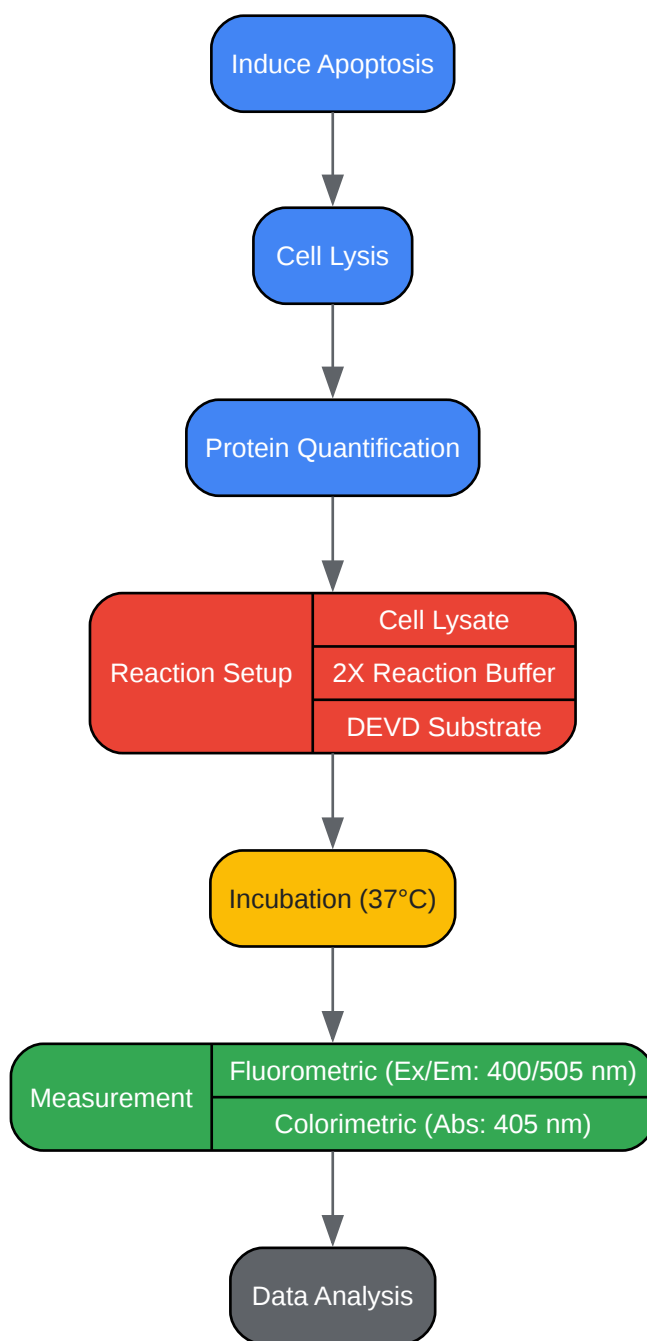 Induce Apoptosis
Cell Lysis
Protein Quantification
Reaction Setup
Cell Lysate
2X Reaction Buffer
DEVD Substrate
Incubation (37°C)
Measurement
Fluorometric (Ex/Em: 400/505 nm)
Colorimetric (Abs: 405 nm)
Data Analysis